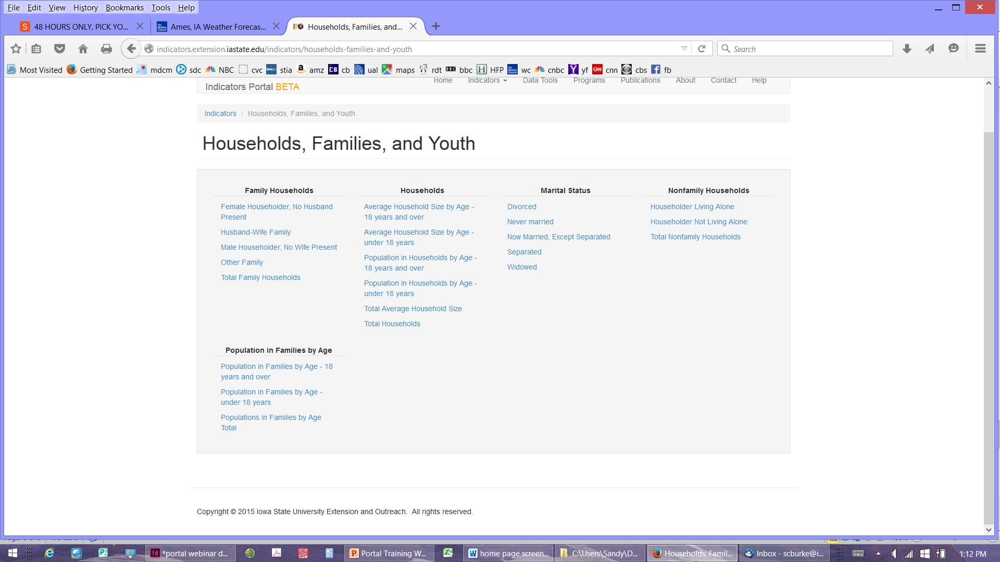 File Edit View History Bookmarks Tools Help
S 48 HOURS ONLY. PICK YO...
Ames, IA Weather Forecas...
Households, Families, and...
indicators.extension.iastate.edu/indicators/households-families-and-youth
Search
Most Visited Getting Started mdcm sdc NBC cvc stia amz cb ual maps rdt bbc HFP wc cnbc yf cnn cbs fb
Indicators Portal BETA
Home Indicators Data Tools Programs Publications About Contact Help
Indicators / Households, Families, and Youth
Households, Families, and Youth
Family Households
Female Householder, No Husband
Present
Husband-Wife Family
Male Householder, No Wife Present
Other Family
Total Family Households
Households
Average Household Size by Age -
18 years and over
Average Household Size by Age -
under 18 years
Population in Households by Age -
18 years and over
Population in Households by Age -
under 18 years
Total Average Household Size
Total Households
Marital Status
Divorced
Never married
Now Married, Except Separated
Separated
Widowed
Nonfamily Households
Householder Living Alone
Householder Not Living Alone
Total Nonfamily Households
Population in Families by Age
Population in Families by Age - 18
years and over
Population in Families by Age -
under 18 years
Populations in Families by Age
Total
Copyright © 2015 Iowa State University Extension and Outreach. All rights reserved.
*portal webinar d... Portal Training W... home page screen... C:\Users\Sandy\D... Households, Famil... Inbox - scburke@i... 1:12 PM